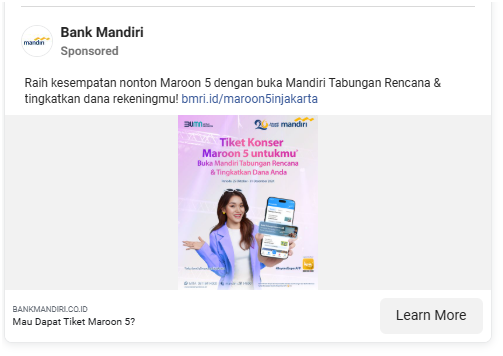 Bank Mandiri
mandiri
Sponsored
Raih kesempatan nonton Maroon 5 dengan buka Mandiri Tabungan Rencana &
tingkatkan dana rekeningmu! bmri.id/maroon5injakarta
BUMN
mandiri
Tiket Konser
Maroon 5 untukmu*
Buka Mandiri Tabungan Rencana
& Tingkatkan Dana Anda
BANKMANDIRI.CO.ID
Mau Dapat Tiket Maroon 5?
Learn More